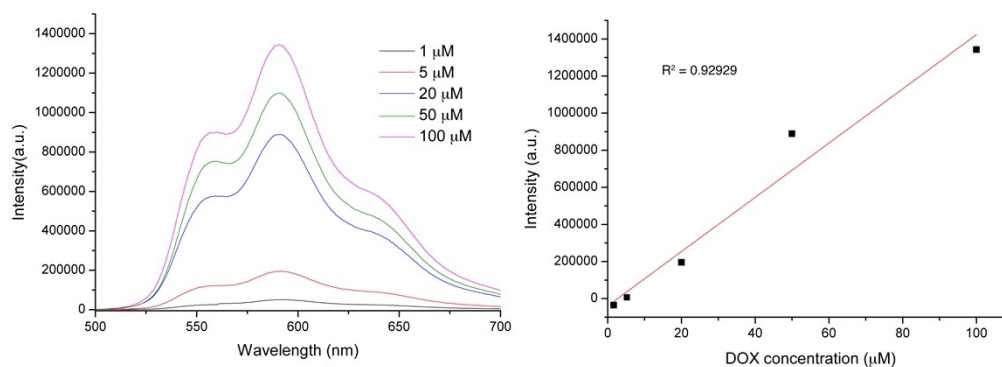 1 μM
5 μM
20 μM
50 μM
100 μM
Intensity(a.u.)
1400000
1200000
1000000
800000
600000
400000
200000
0
500
550
600
650
700
Wavelength (nm)
R² = 0.92929
Intensity (a.u.)
1400000
1200000
1000000
800000
600000
400000
200000
0
0
20
40
60
80
100
DOX concentration (μM)